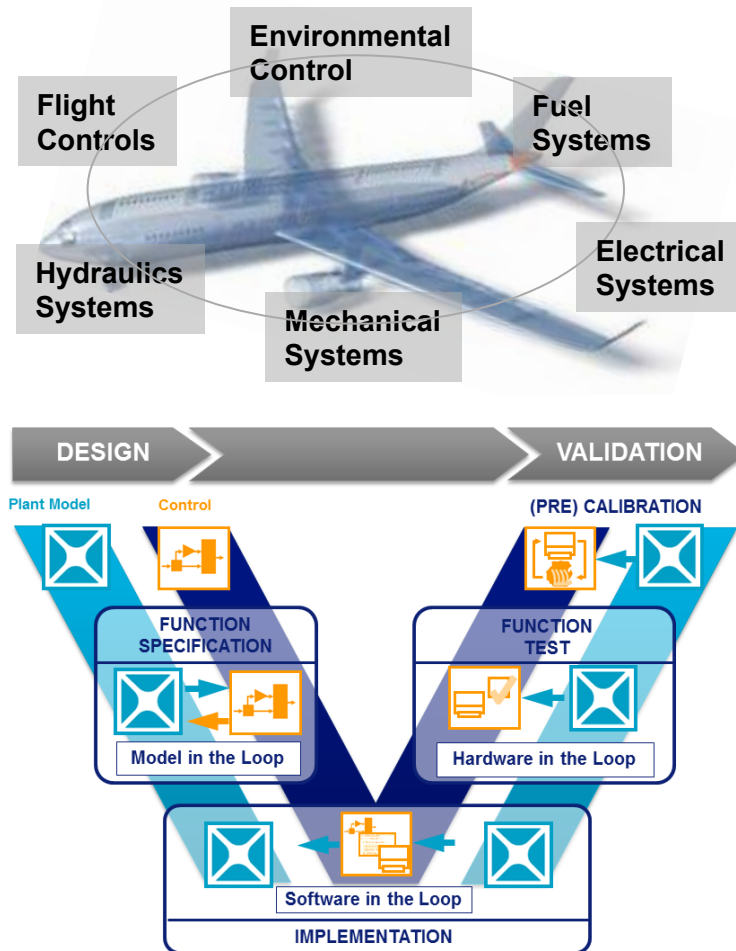 Environmental
Control
Flight
Controls
Fuel
Systems
Electrical
Systems
Hydraulics
Systems
Mechanical
Systems
DESIGN
VALIDATION
Plant Model
Control
(PRE) CALIBRATION
FUNCTION
SPECIFICATION
FUNCTION
TEST
Model in the Loop
Hardware in the Loop
Software in the Loop
IMPLEMENTATION